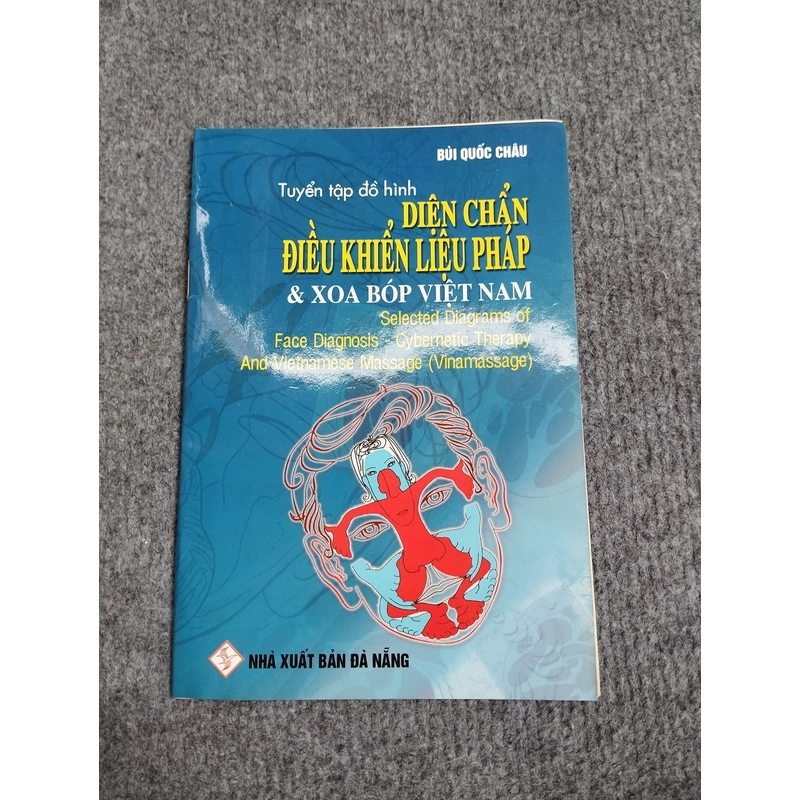 BÙI QUỐC CHÂU
Tuyển tập đồ hình
DIỆN CHẨN
ĐIỀU KHIỂN LIỆU PHÁP
& XOA BÓP VIỆT NAM
Selected Diagrams of
Face Diagnosis - Cybernetic Therapy
And Vietnamese Massage (Vinamassage)
NHÀ XUẤT BẢN ĐÀ NẴNG